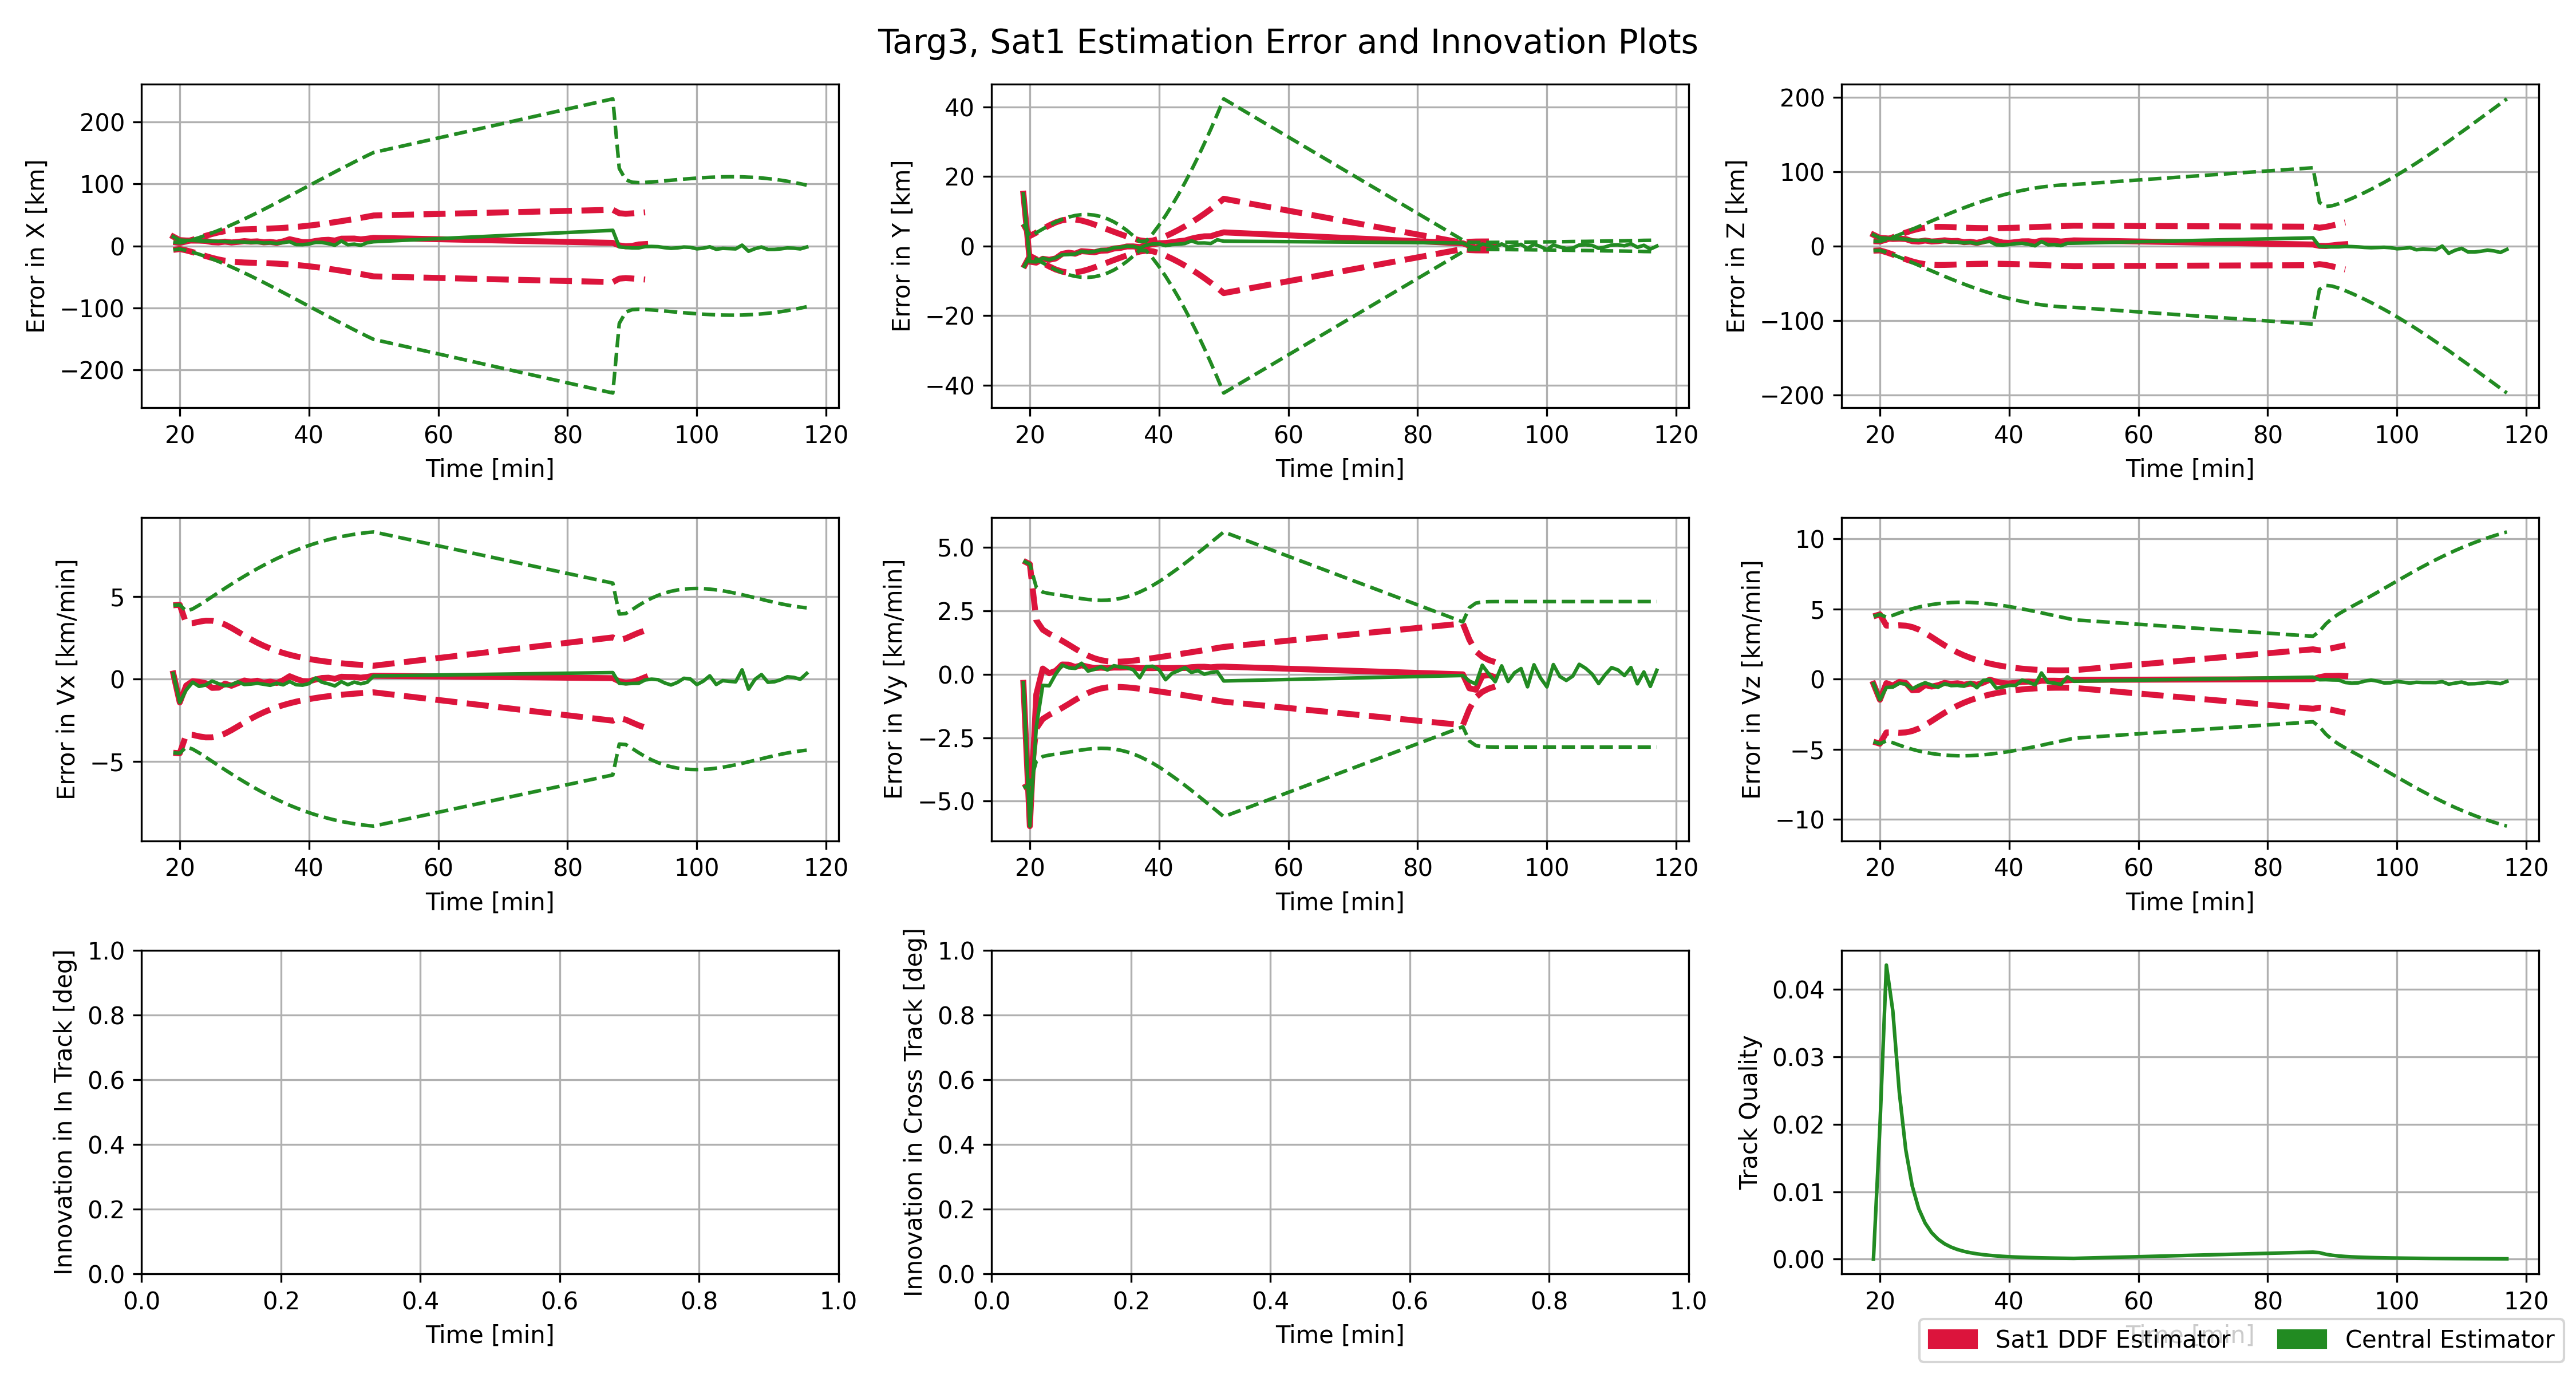 Targ3, Sat1 Estimation Error and Innovation Plots
Error in X [km]
200
100
0
−100
−200
20 40 60 80 100 120
Time [min]
Error in Y [km]
40
20
0
−20
−40
20 40 60 80 100 120
Time [min]
Error in Z [km]
200
100
0
−100
−200
20 40 60 80 100 120
Time [min]
Error in Vx [km/min]
5
0
−5
20 40 60 80 100 120
Time [min]
Error in Vy [km/min]
5.0
2.5
0.0
−2.5
−5.0
20 40 60 80 100 120
Time [min]
Error in Vz [km/min]
10
5
0
−5
−10
20 40 60 80 100 120
Time [min]
Innovation in In Track [deg]
1.0
0.8
0.6
0.4
0.2
0.0
0.0 0.2 0.4 0.6 0.8 1.0
Time [min]
Innovation in Cross Track [deg]
1.0
0.8
0.6
0.4
0.2
0.0
0.0 0.2 0.4 0.6 0.8 1.0
Time [min]
Track Quality
0.04
0.03
0.02
0.01
0.00
20 40 60 80 100 120
Time [min]
Sat1 DDF Estimator Central Estimator